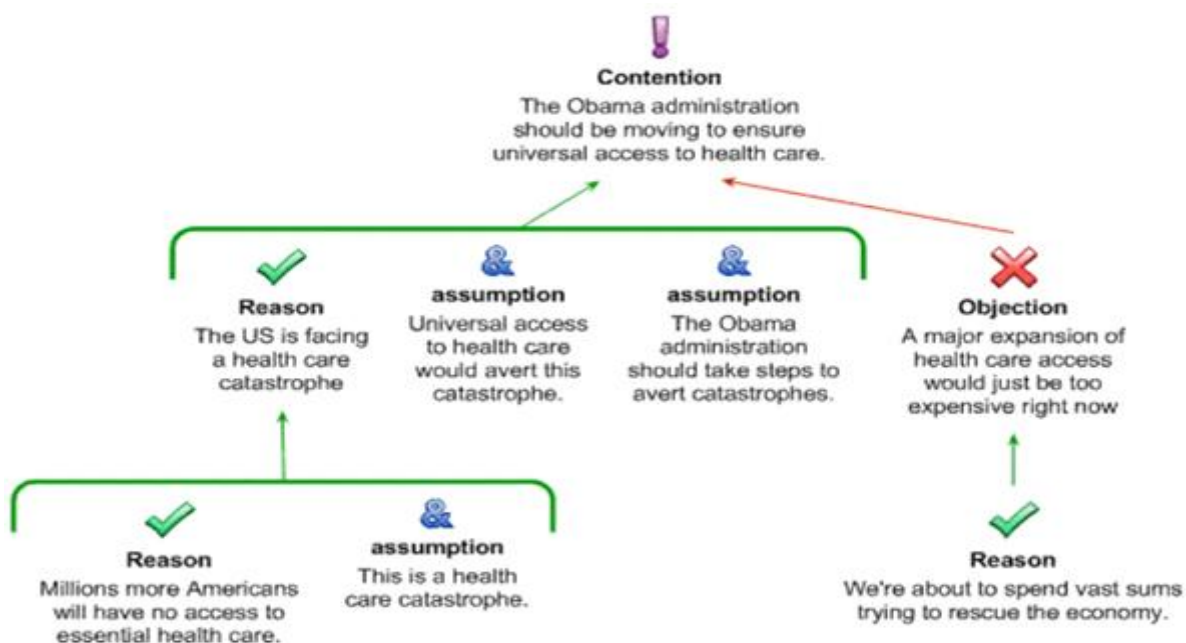 Contention
The Obama administration
should be moving to ensure
universal access to health care.
Reason
The US is facing
a health care
catastrophe
&
assumption
Universal access
to health care
would avert this
catastrophe.
&
assumption
The Obama
administration
should take steps to
avert catastrophes.
Objection
A major expansion of
health care access
would just be too
expensive right now
Reason
Millions more Americans
will have no access to
essential health care.
&
assumption
This is a health
care catastrophe.
Reason
We're about to spend vast sums
trying to rescue the economy.